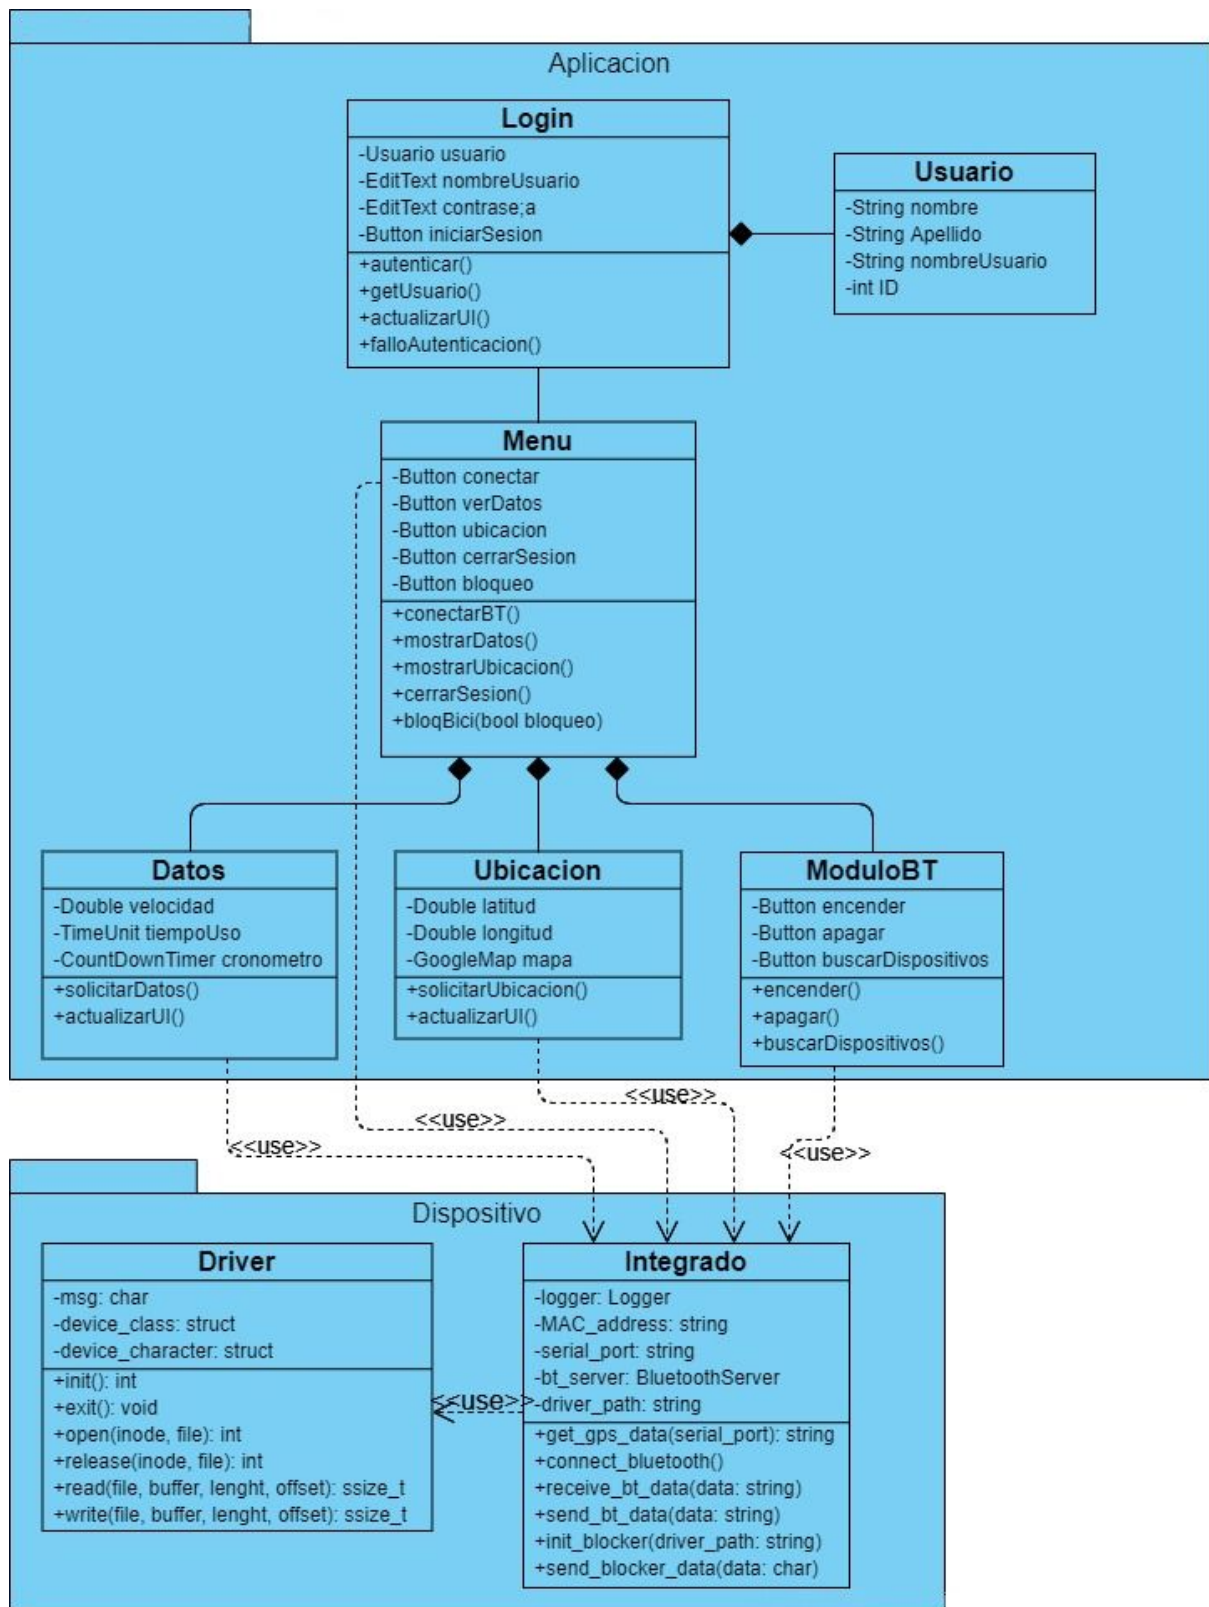 Aplicacion
Login
-Usuario usuario
-EditText nombreUsuario
-EditText contrase;a
-Button iniciarSesion
+autenticar()
+getUsuario()
+actualizarUI()
+falloAutenticacion()
Usuario
-String nombre
-String Apellido
-String nombreUsuario
-int ID
Menu
-Button conectar
-Button verDatos
-Button ubicacion
-Button cerrarSesion
-Button bloqueo
+conectarBT()
+mostrarDatos()
+mostrarUbicacion()
+cerrarSesion()
+bloqBici(bool bloqueo)
Datos
-Double velocidad
-TimeUnit tiempoUso
-CountDownTimer cronometro
+solicitarDatos()
+actualizarUI()
Ubicacion
-Double latitud
-Double longitud
-GoogleMap mapa
+solicitarUbicacion()
+actualizarUI()
ModuloBT
-Button encender
-Button apagar
-Button buscarDispositivos
+encender()
+apagar()
+buscarDispositivos()
<<use>>
<<use>>
<<use>>
<<use>>
Dispositivo
Driver
-msg: char
-device_class: struct
-device_character: struct
+init(): int
+exit(): void
+open(inode, file): int
+release(inode, file): int
+read(file, buffer, lenght, offset): ssize_t
+write(file, buffer, lenght, offset): ssize_t
<<use>>
Integrado
-logger: Logger
-MAC_address: string
-serial_port: string
-bt_server: BluetoothServer
-driver_path: string
+get_gps_data(serial_port): string
+connect_bluetooth()
+receive_bt_data(data: string)
+send_bt_data(data: string)
+init_blocker(driver_path: string)
+send_blocker_data(data: char)